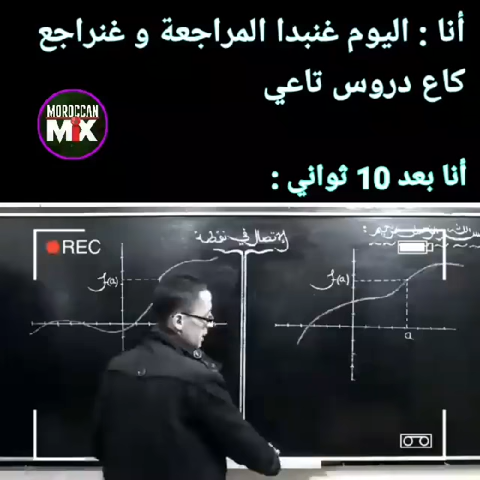 أنا : اليوم غنبدا المراجعة و غنراجع
كاع دروس تاعي
MOROCCAN
MIX
أنا بعد 10 ثواني :
REC
الاتصال في نقطة
f(a)
f(a)
a